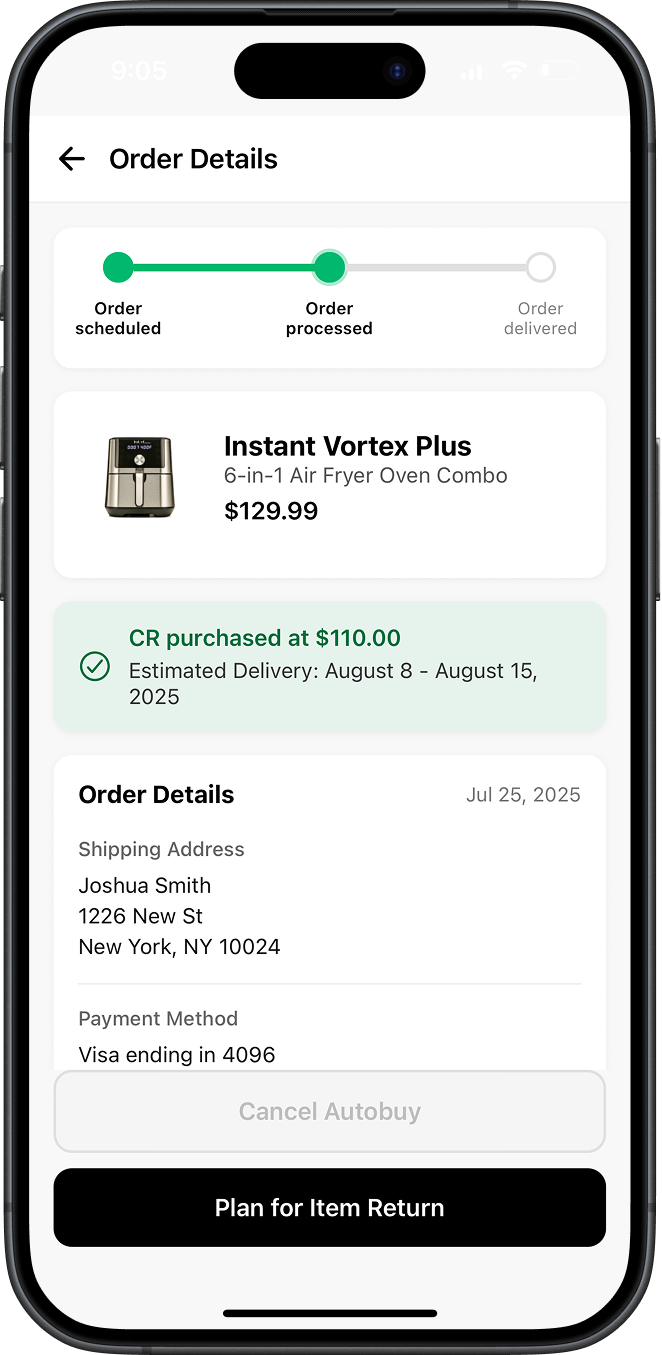 9:05
Order Details
Order
scheduled
Order
processed
Order
delivered
Instant Vortex Plus
6-in-1 Air Fryer Oven Combo
$129.99
CR purchased at $110.00
Estimated Delivery: August 8 - August 15,
2025
Order Details
Jul 25, 2025
Shipping Address
Joshua Smith
1226 New St
New York, NY 10024
Payment Method
Visa ending in 4096
Cancel Autobuy
Plan for Item Return